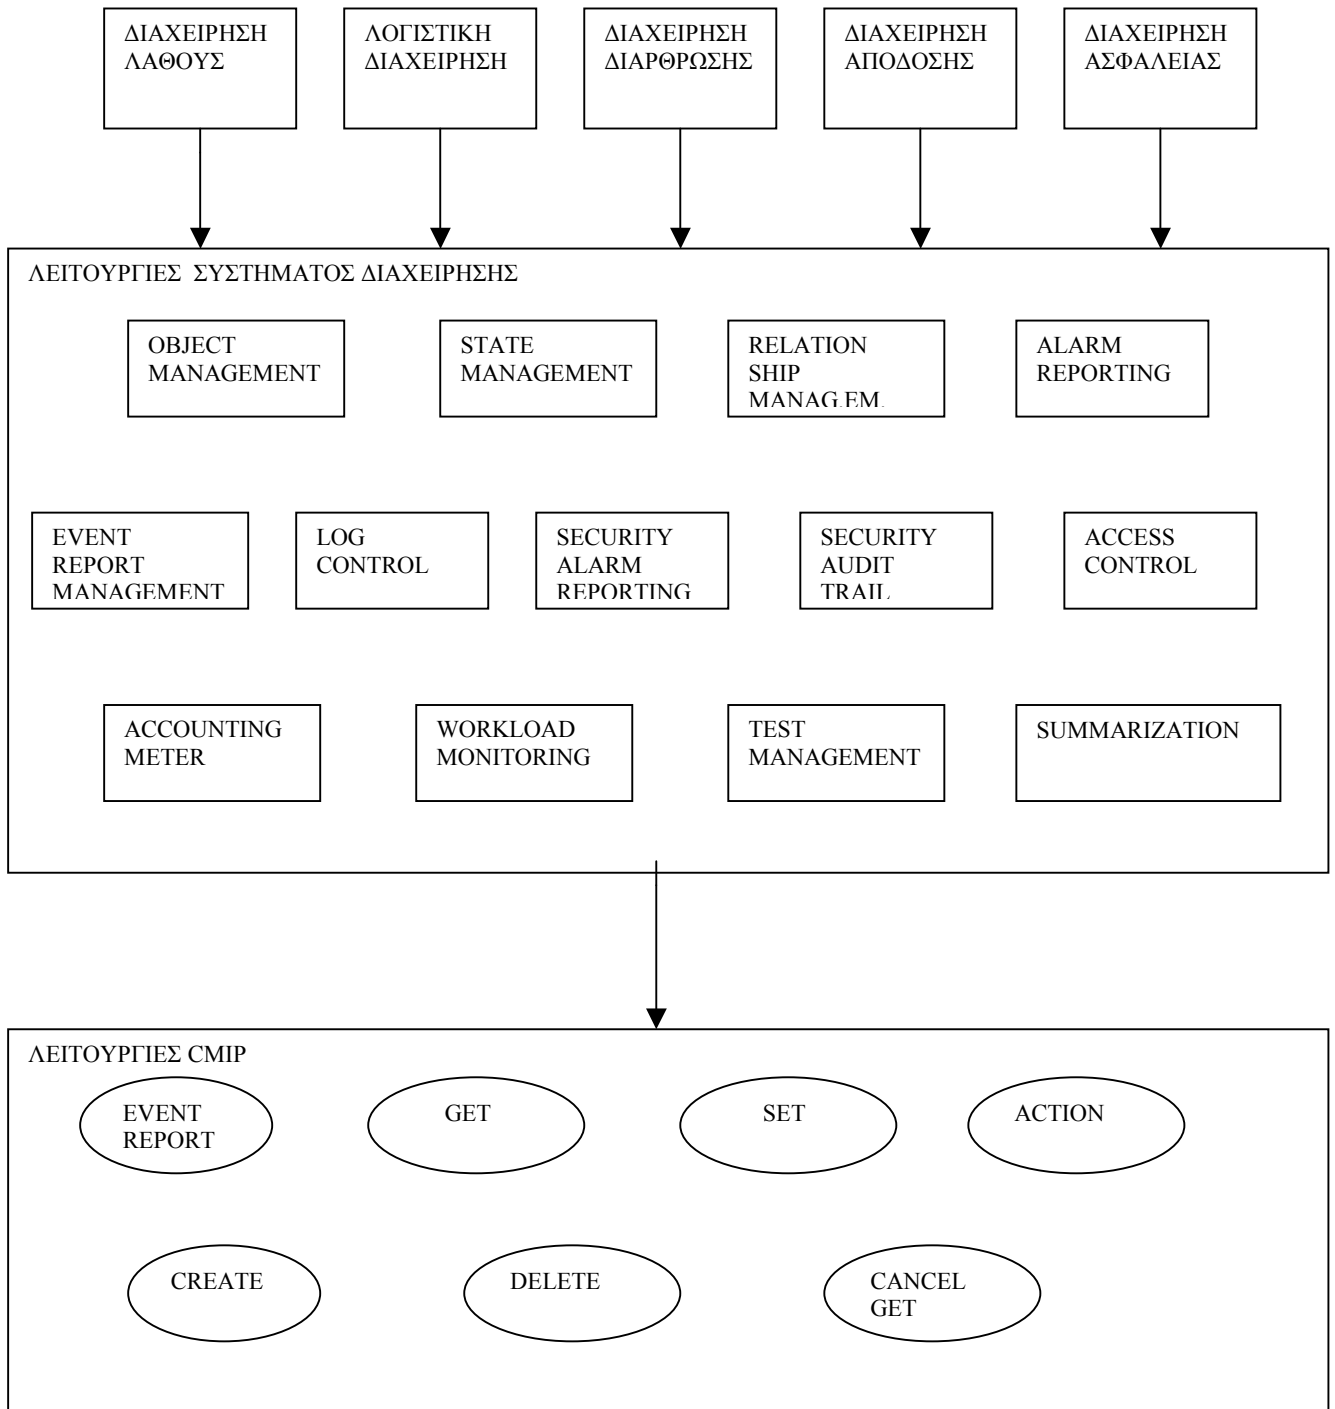 ΔΙΑΧΕΙΡΗΣΗ
ΛΑΘΟΥΣ
ΛΟΓΙΣΤΙΚΗ
ΔΙΑΧΕΙΡΗΣΗ
ΔΙΑΧΕΙΡΗΣΗ
ΔΙΑΡΘΡΩΣΗΣ
ΔΙΑΧΕΙΡΗΣΗ
ΑΠΟΔΟΣΗΣ
ΔΙΑΧΕΙΡΗΣΗ
ΑΣΦΑΛΕΙΑΣ
ΛΕΙΤΟΥΡΓΙΕΣ ΣΥΣΤΗΜΑΤΟΣ ΔΙΑΧΕΙΡΗΣΗΣ
OBJECT
MANAGEMENT
STATE
MANAGEMENT
RELATION
SHIP
MANAG.EM.
ALARM
REPORTING
EVENT
REPORT
MANAGEMENT
LOG
CONTROL
SECURITY
ALARM
REPORTING
SECURITY
AUDIT
TRAIL
ACCESS
CONTROL
ACCOUNTING
METER
WORKLOAD
MONITORING
TEST
MANAGEMENT
SUMMARIZATION
ΛΕΙΤΟΥΡΓΙΕΣ CMIP
EVENT
REPORT
GET
SET
ACTION
CREATE
DELETE
CANCEL
GET